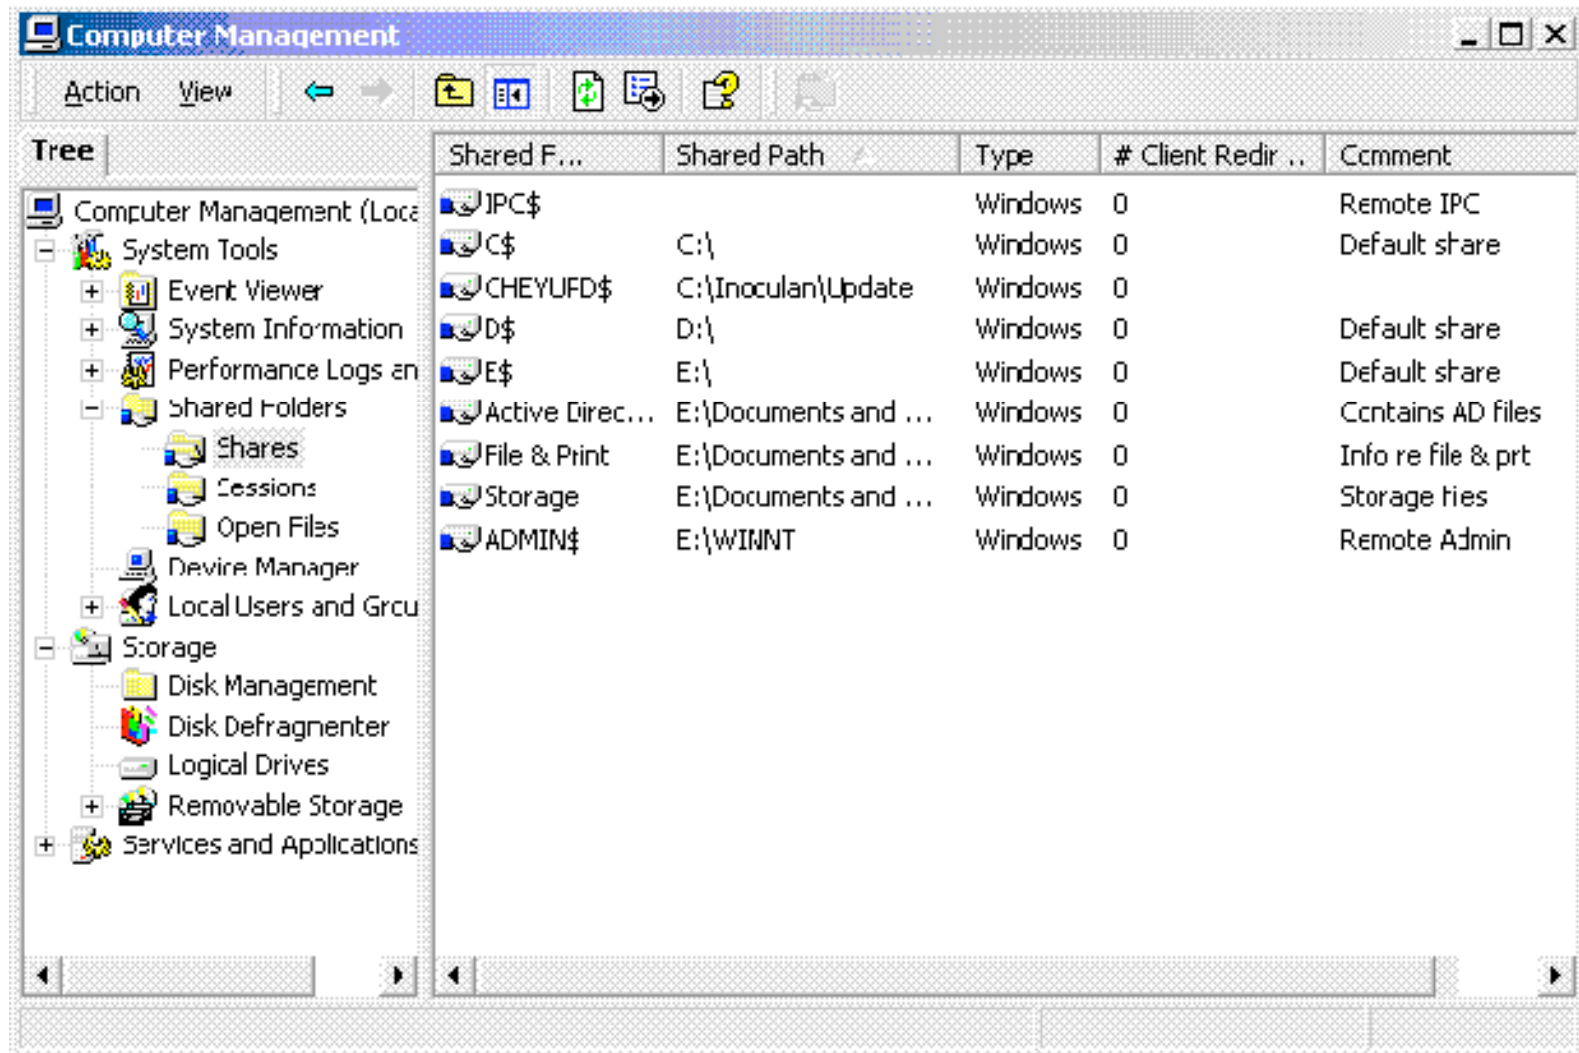 Computer Management
Action View
Tree
Computer Management (Loca
System Tools
Event Viewer
System Information
Performance Logs an
Shared Folders
Shares
Sessions
Open Files
Device Manager
Local Users and Grou
Storage
Disk Management
Disk Defragmenter
Logical Drives
Removable Storage
Services and Applications
Shared F... Shared Path Type # Client Redir .. Comment
IPC$ Windows 0 Remote IPC
C$ C:\ Windows 0 Default share
CHEYUPD$ C:\Inoculan\Update Windows 0
D$ D:\ Windows 0 Default share
E$ E:\ Windows 0 Default share
Active Direc... E:\Documents and ... Windows 0 Contains AD files
File & Print E:\Documents and ... Windows 0 Info re file & prt
Storage E:\Documents and ... Windows 0 Storage files
ADMIN$ E:\WINNT Windows 0 Remote Admin